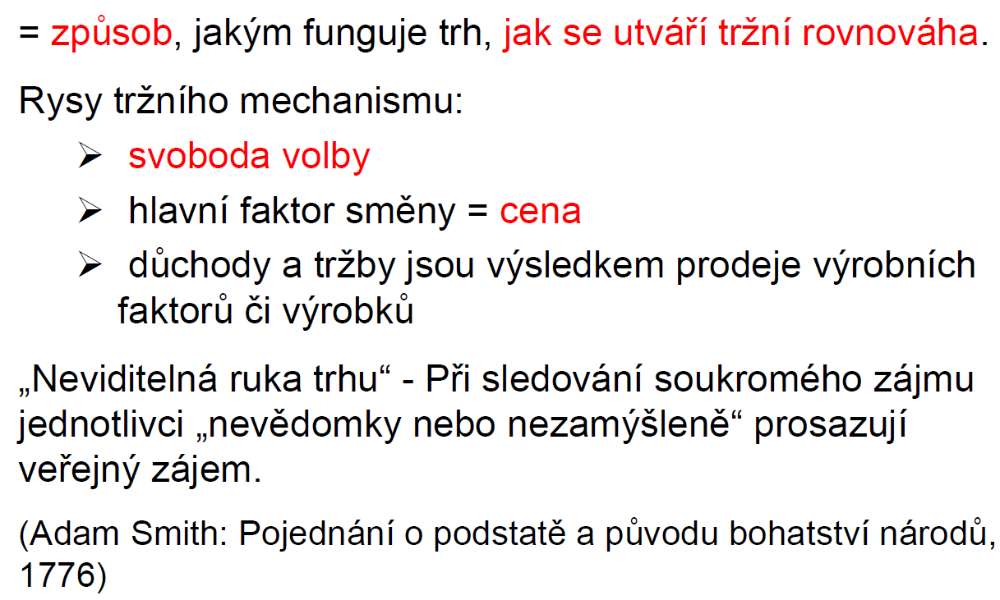 = způsob, jakým funguje trh, jak se utváří tržní rovnováha.
Rysy tržního mechanismu:
➢ svoboda volby
➢ hlavní faktor směny = cena
➢ důchody a tržby jsou výsledkem prodeje výrobních
faktorů či výrobků
„Neviditelná ruka trhu“ - Při sledování soukromého zájmu
jednotlivci „nevědomky nebo nezamýšleně“ prosazují
veřejný zájem.
(Adam Smith: Pojednání o podstatě a původu bohatství národů,
1776)